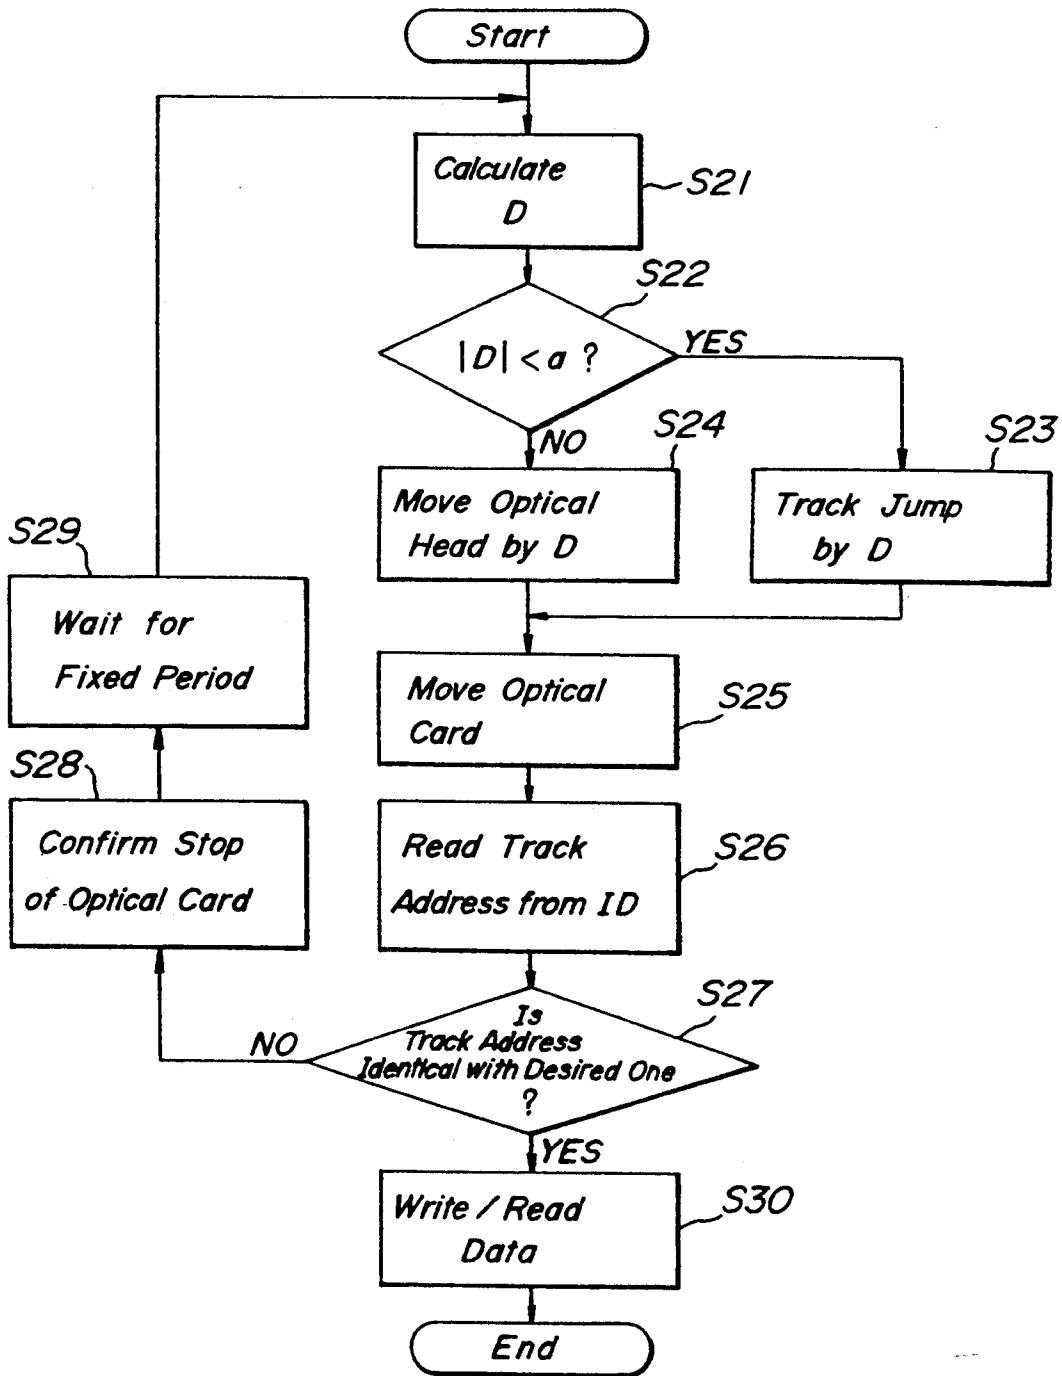 Start
Calculate
D
S21
S22
|D| < a ?
YES
NO
S24
S23
Move Optical
Head by D
Track Jump
by D
S29
Wait for
Fixed Period
Move Optical
Card
S25
S28
Confirm Stop
of Optical Card
Read Track
Address from ID
S26
S27
Is
Track Address
Identical with Desired One
?
NO
YES
Write / Read
Data
S30
End